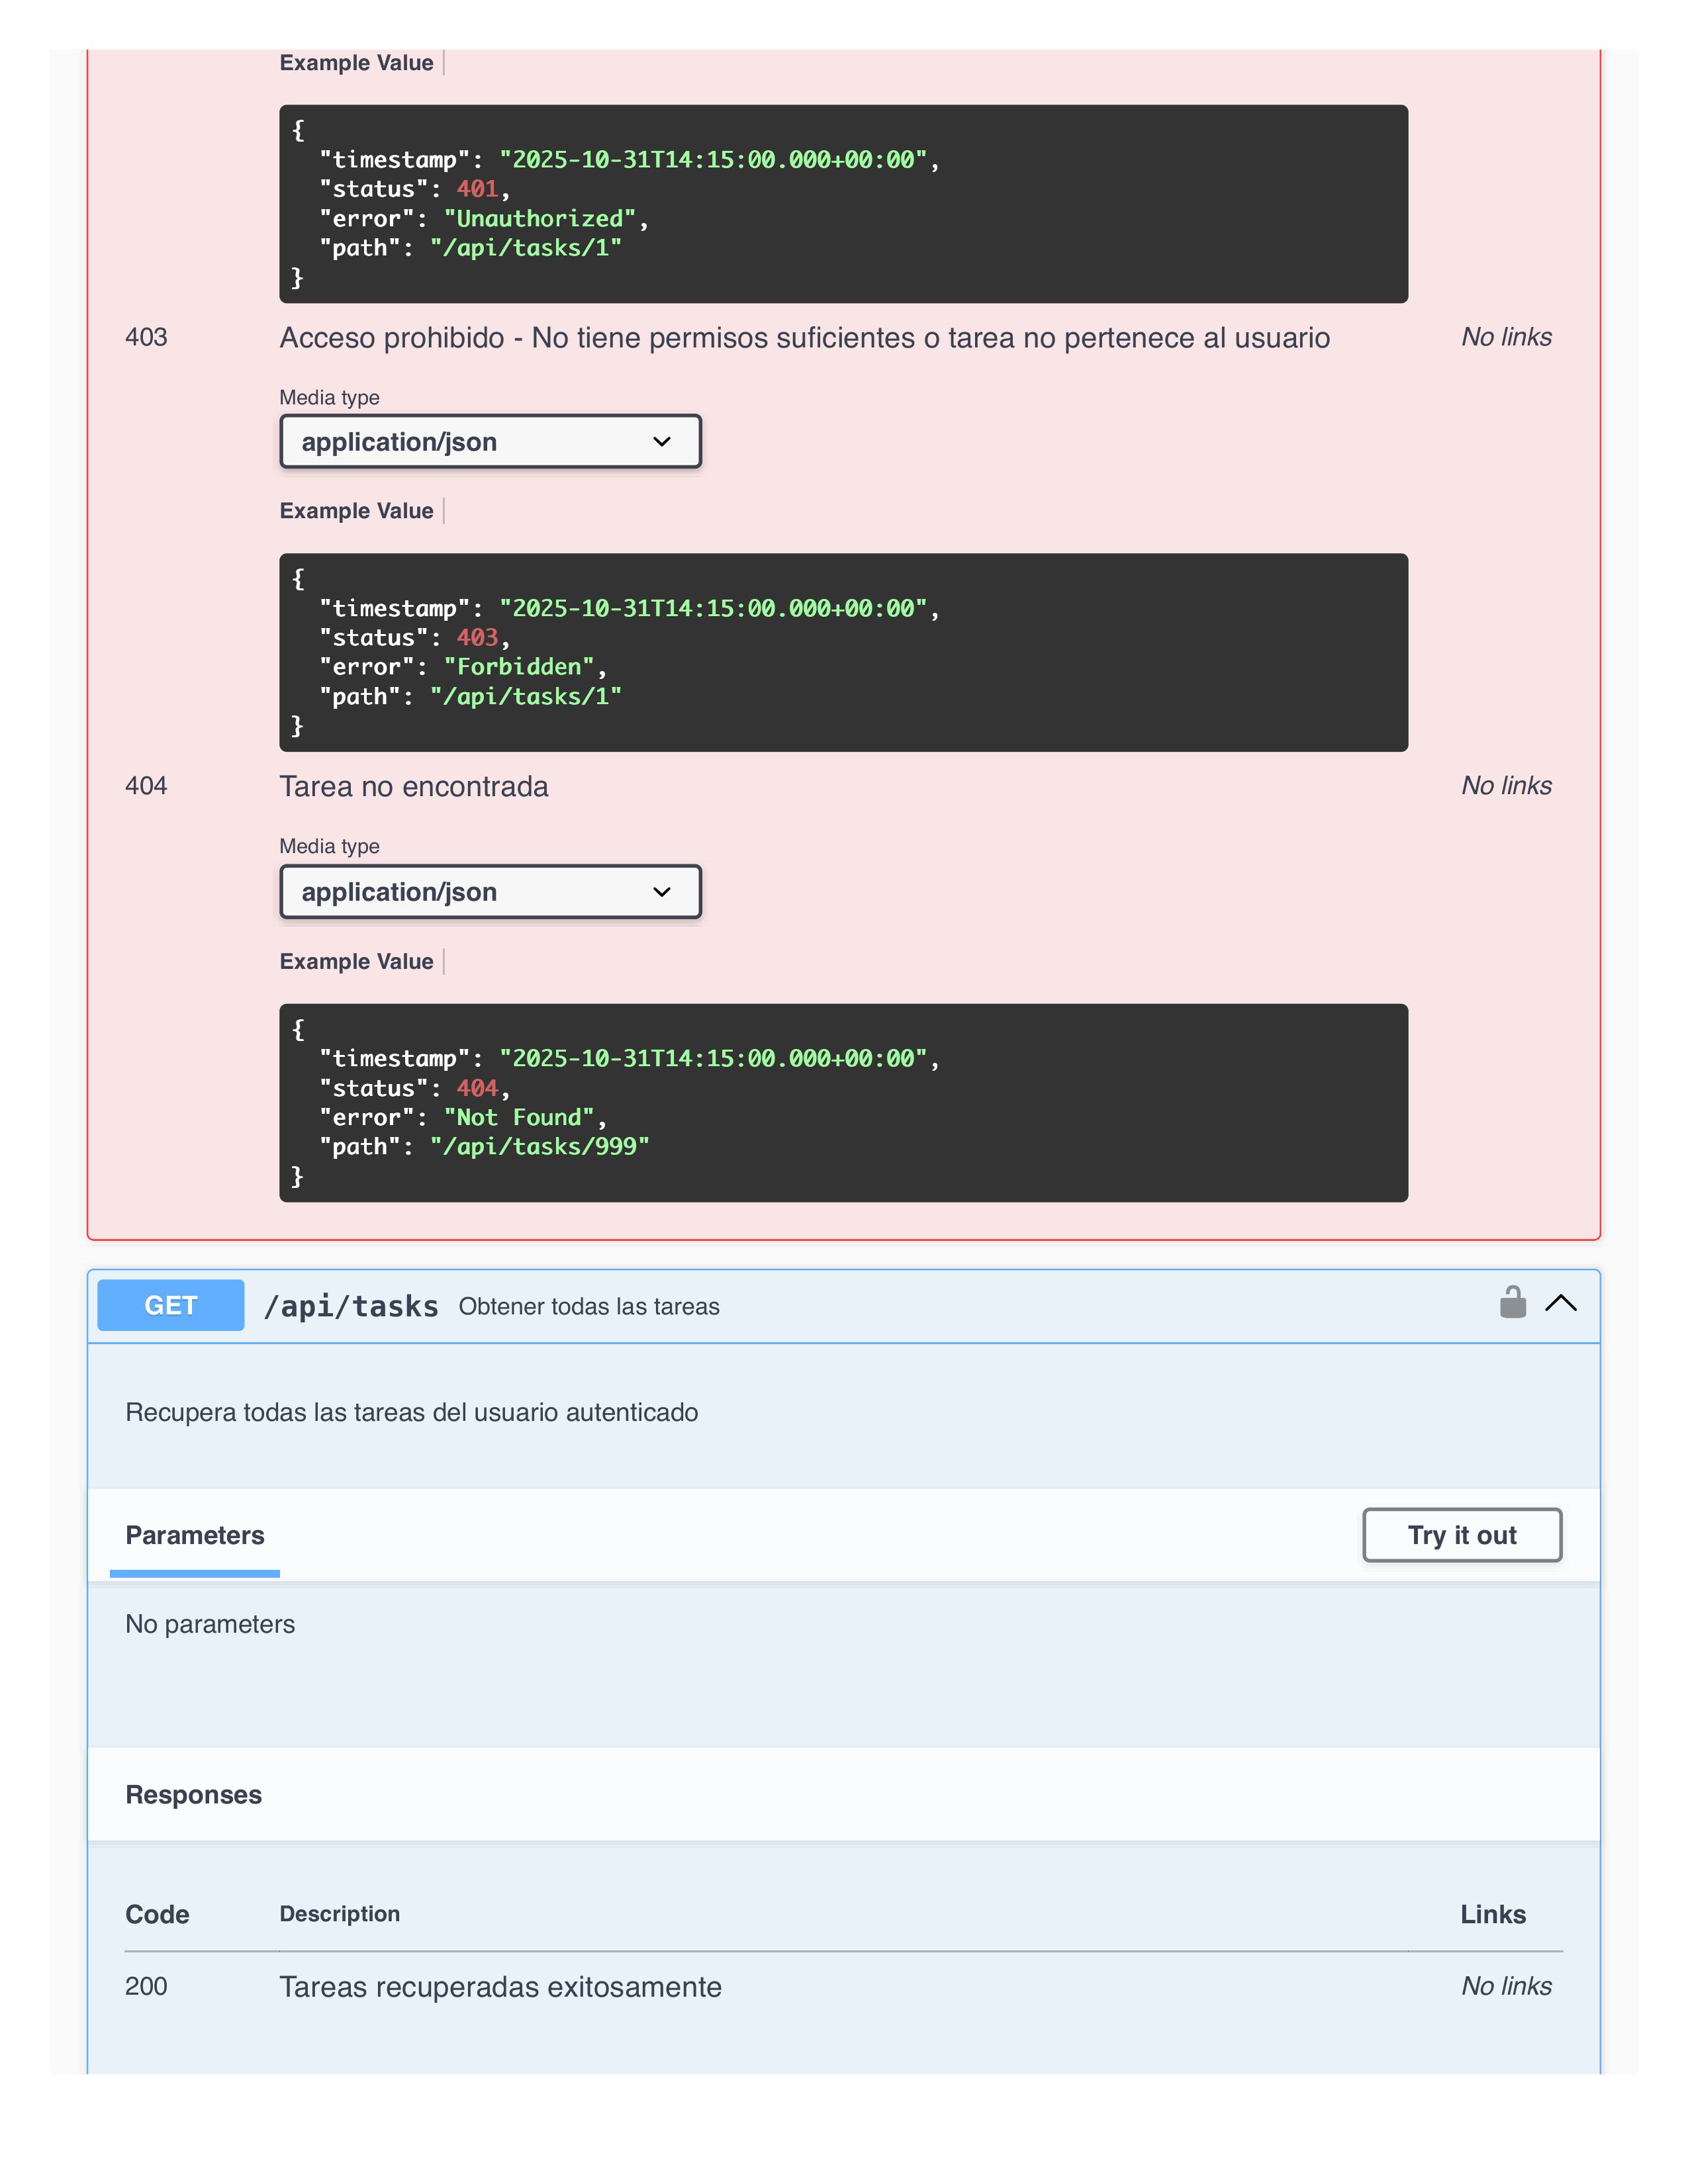 Example Value
{
  "timestamp": "2025-10-31T14:15:00.000+00:00",
  "status": 401,
  "error": "Unauthorized",
  "path": "/api/tasks/1"
}
403 Acceso prohibido - No tiene permisos suficientes o tarea no pertenece al usuario No links
Media type
application/json
Example Value
{
  "timestamp": "2025-10-31T14:15:00.000+00:00",
  "status": 403,
  "error": "Forbidden",
  "path": "/api/tasks/1"
}
404 Tarea no encontrada No links
Media type
application/json
Example Value
{
  "timestamp": "2025-10-31T14:15:00.000+00:00",
  "status": 404,
  "error": "Not Found",
  "path": "/api/tasks/999"
}
GET /api/tasks Obtener todas las tareas
Recupera todas las tareas del usuario autenticado
Parameters Try it out
No parameters
Responses
Code Description Links
200 Tareas recuperadas exitosamente No links